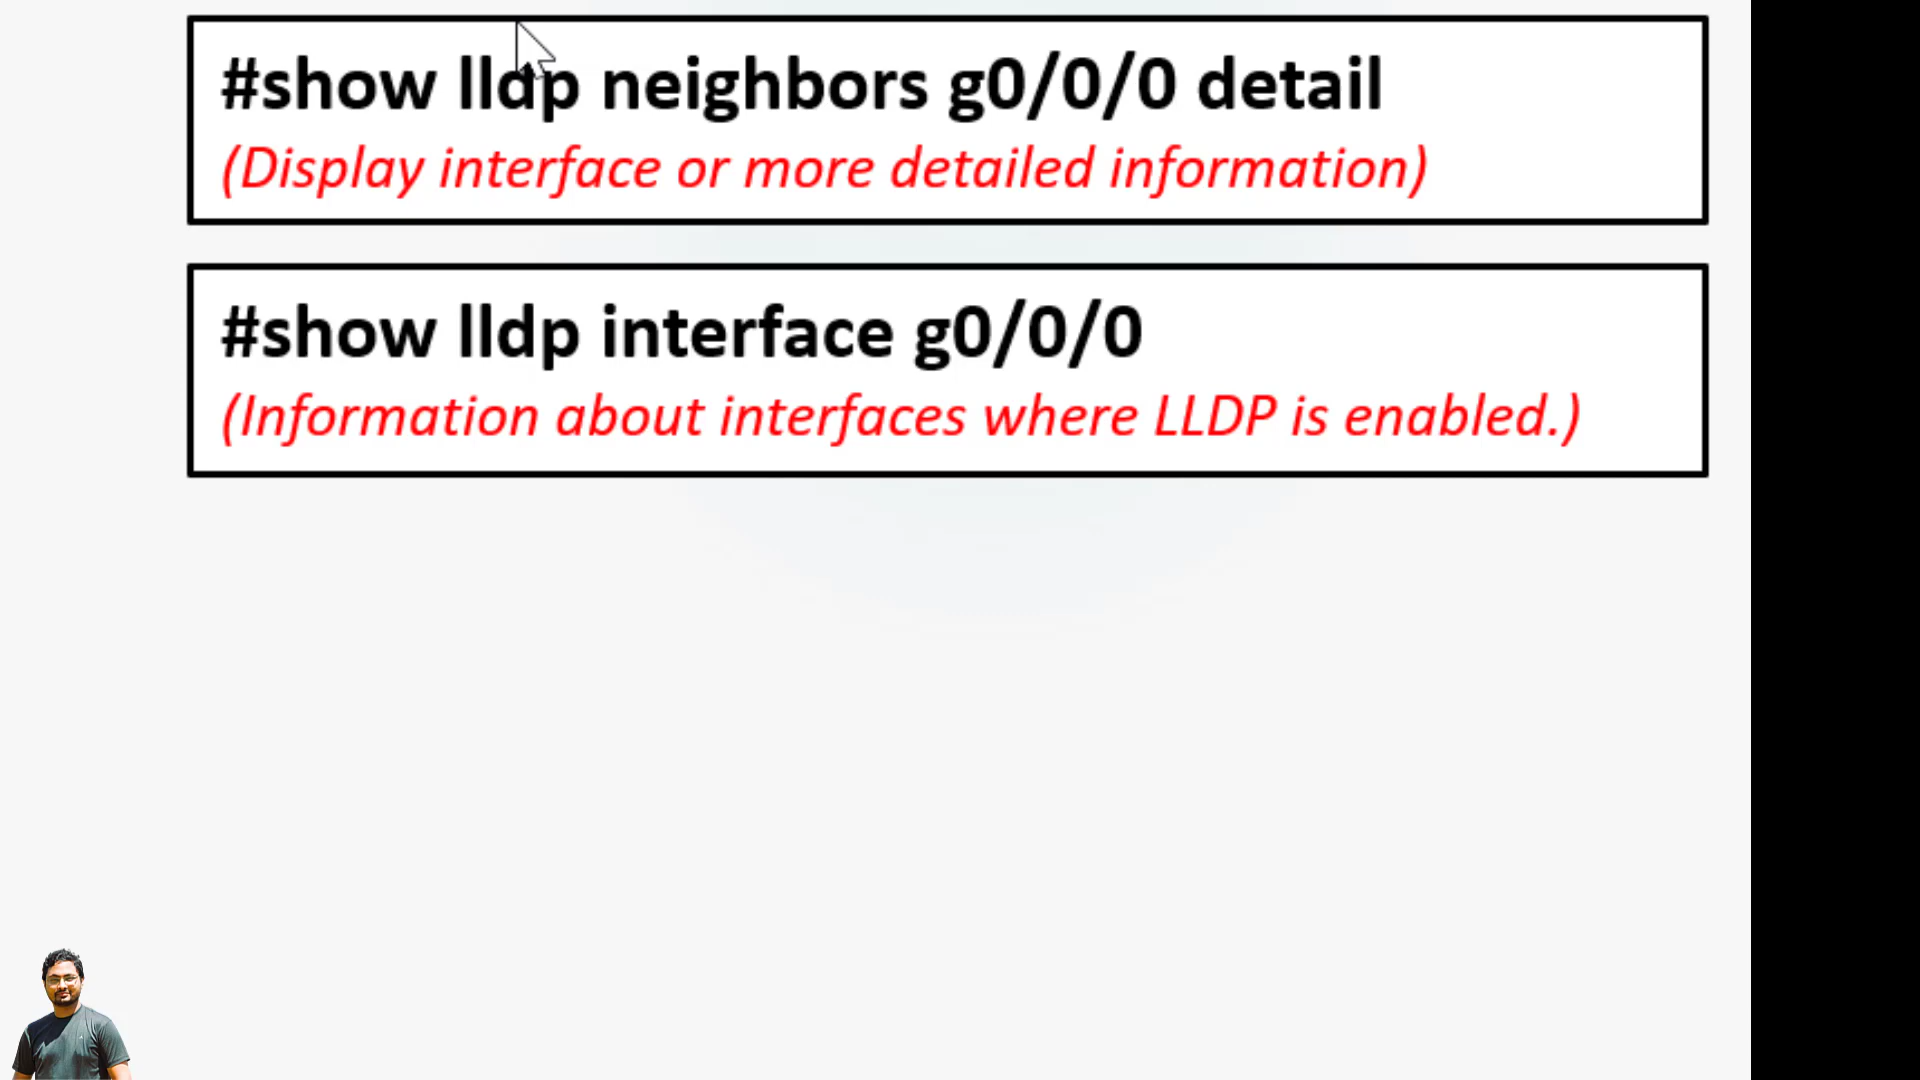 #show lldp neighbors g0/0/0 detail
(Display interface or more detailed information)
#show lldp interface g0/0/0
(Information about interfaces where LLDP is enabled.)